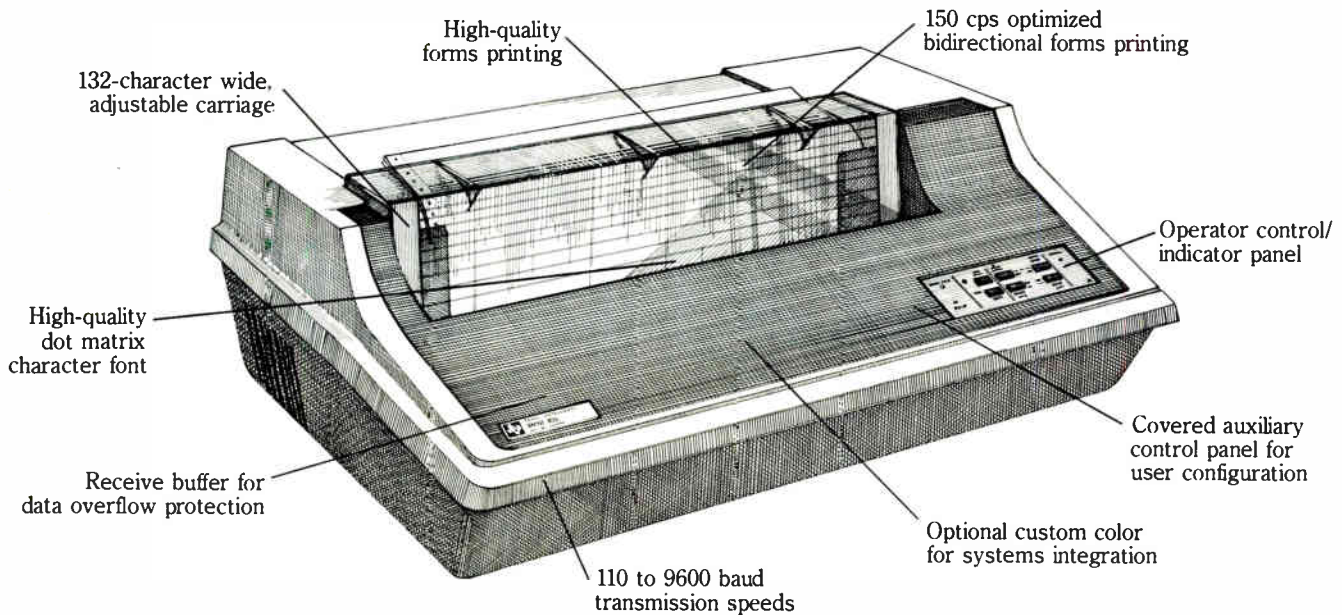 High-quality
forms printing
150 cps optimized
bidirectional forms printing
132-character wide,
adjustable carriage
Operator control/
indicator panel
High-quality
dot matrix
character font
Covered auxiliary
control panel for
user configuration
Receive buffer for
data overflow protection
Optional custom color
for systems integration
110 to 9600 baud
transmission speeds